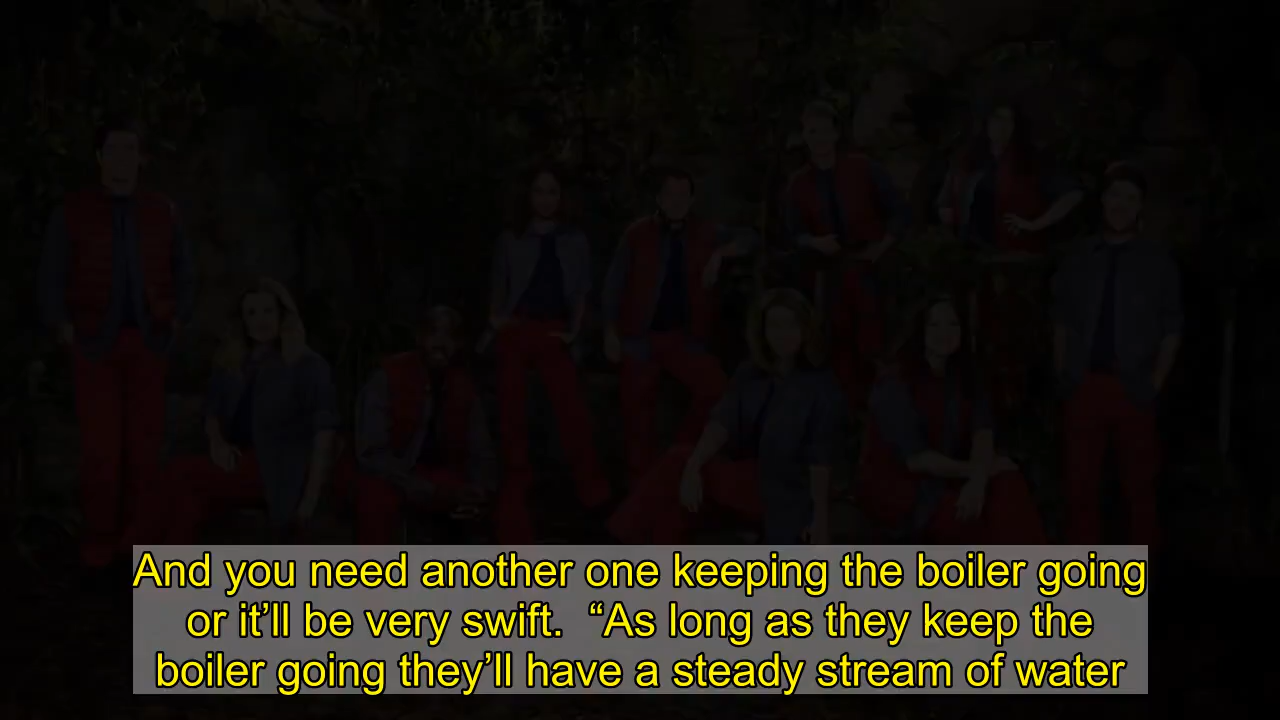 And you need another one keeping the boiler going
or it’ll be very swift.  “As long as they keep the
boiler going they’ll have a steady stream of water